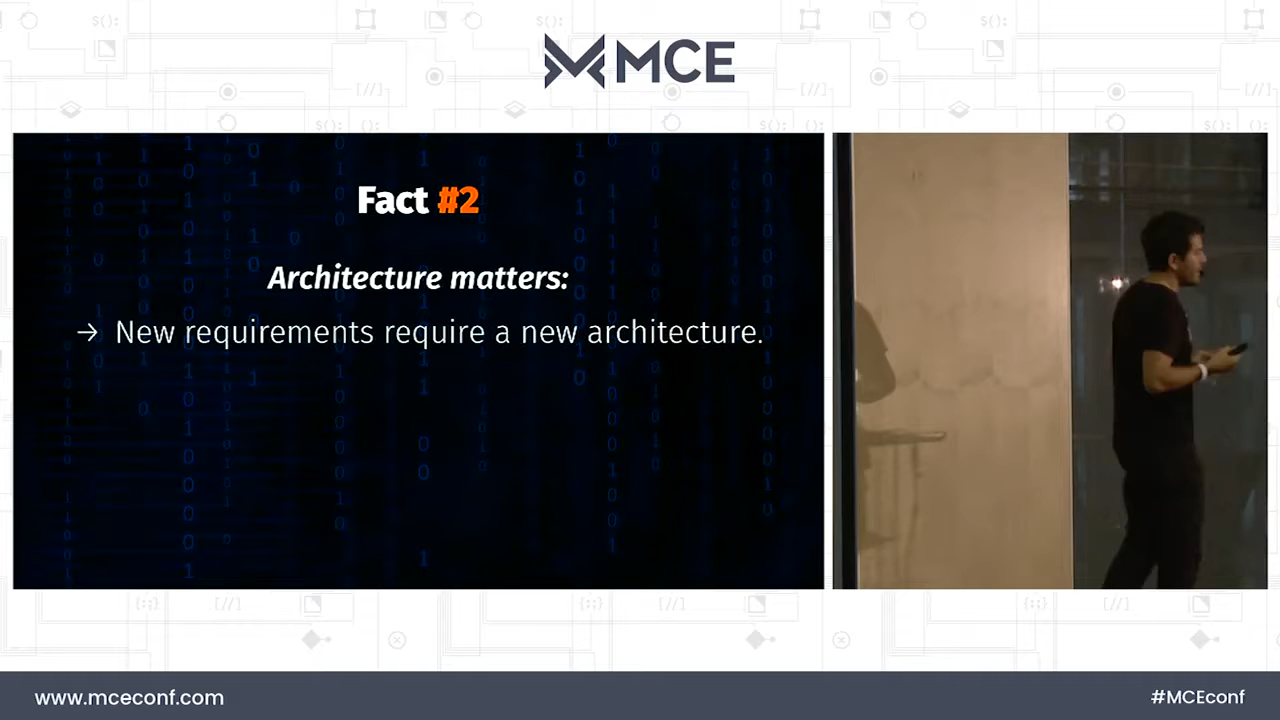 MCE
Fact #2
Architecture matters:
→ New requirements require a new architecture.
www.mceconf.com
#MCEconf